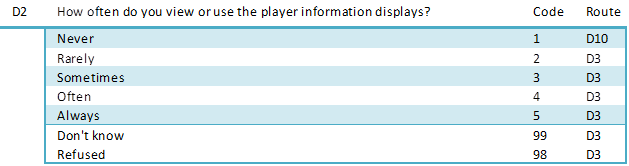 D2 How often do you view or use the player information displays? Code Route
Never 1 D10
Rarely 2 D3
Sometimes 3 D3
Often 4 D3
Always 5 D3
Don't know 99 D3
Refused 98 D3